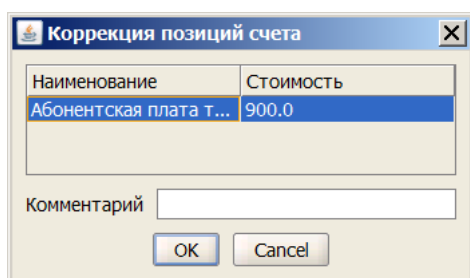 Коррекция позиций счета
Наименование Стоимость
Абонентская плата т... 900.0
Комментарий
OK Cancel